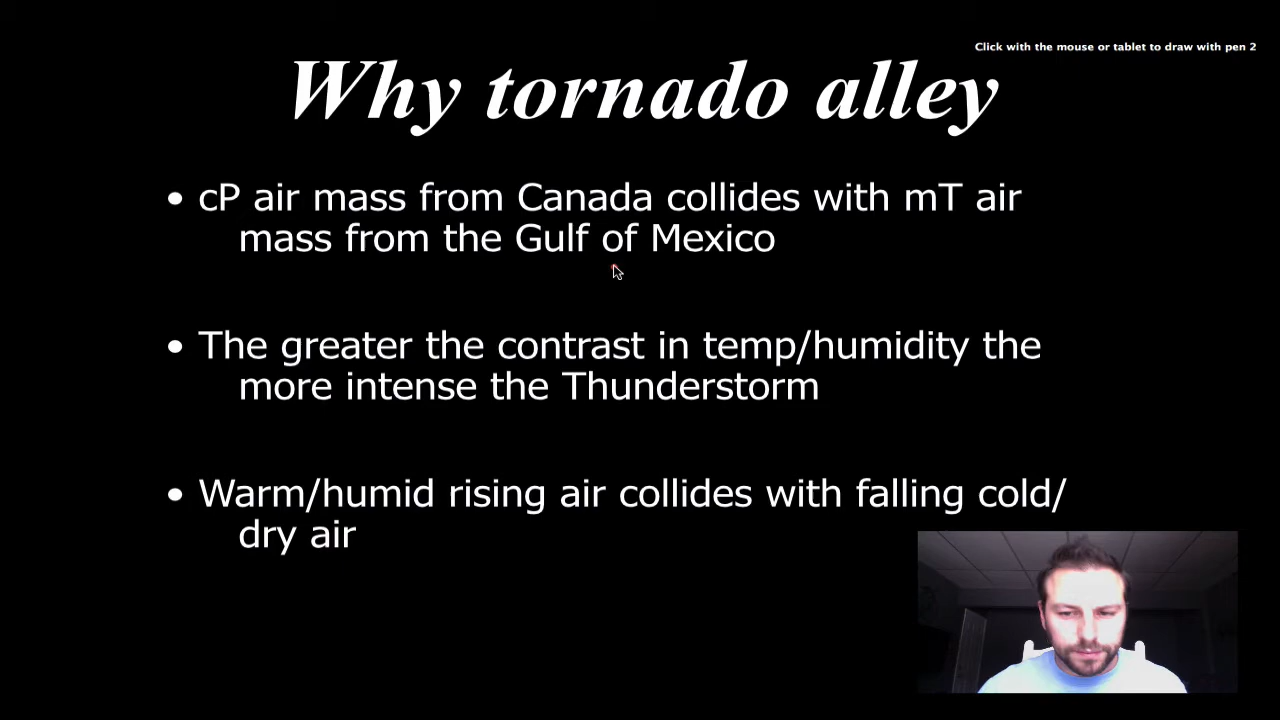 Click with the mouse or tablet to draw with pen 2
Why tornado alley
• cP air mass from Canada collides with mT air
mass from the Gulf of Mexico
• The greater the contrast in temp/humidity the
more intense the Thunderstorm
• Warm/humid rising air collides with falling cold/
dry air